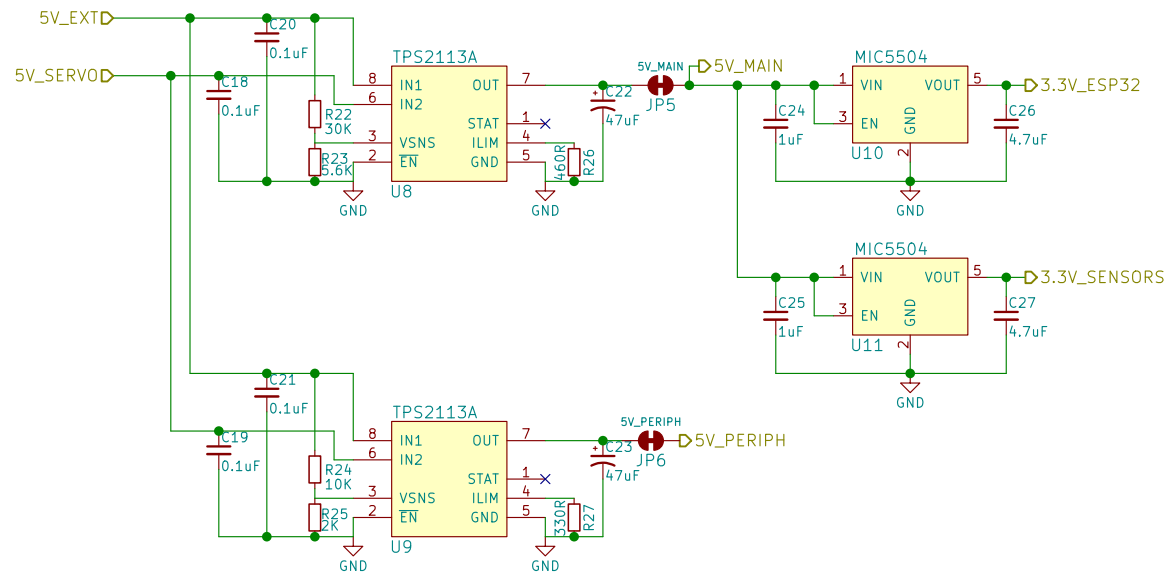 5V_EXT
5V_SERVO
C20
0.1uF
C18
0.1uF
R22
30K
R23
5.6K
TPS2113A
8 IN1
6 IN2
3 VSNS
2 EN
OUT 7
STAT 1
ILIM 4
GND 5
U8
GND
GND
460R
R26
C22
47uF
5V_MAIN
JP5
5V_MAIN
MIC5504
1 VIN
3 EN
VOUT 5
GND
2
U10
C24
1uF
C26
4.7uF
3.3V_ESP32
GND
MIC5504
1 VIN
3 EN
VOUT 5
GND
2
U11
C25
1uF
C27
4.7uF
3.3V_SENSORS
GND
C21
0.1uF
C19
0.1uF
R24
10K
R25
2K
TPS2113A
8 IN1
6 IN2
3 VSNS
2 EN
OUT 7
STAT 1
ILIM 4
GND 5
U9
GND
GND
330R
R27
C23
47uF
5V_PERIPH
JP6
5V_PERIPH